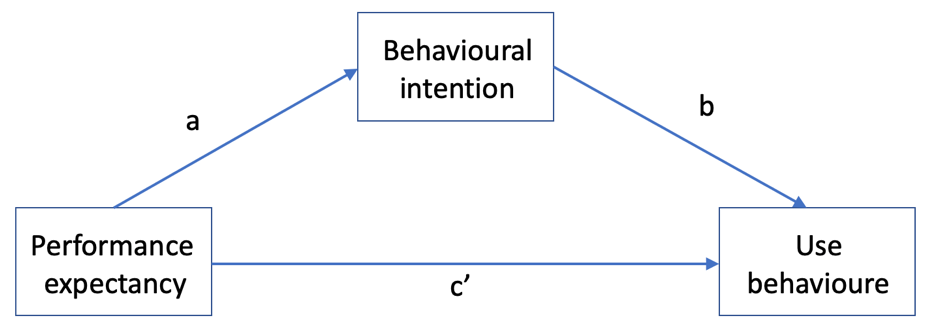 Behavioural
intention
a
b
Performance
expectancy
c’
Use
behavioure